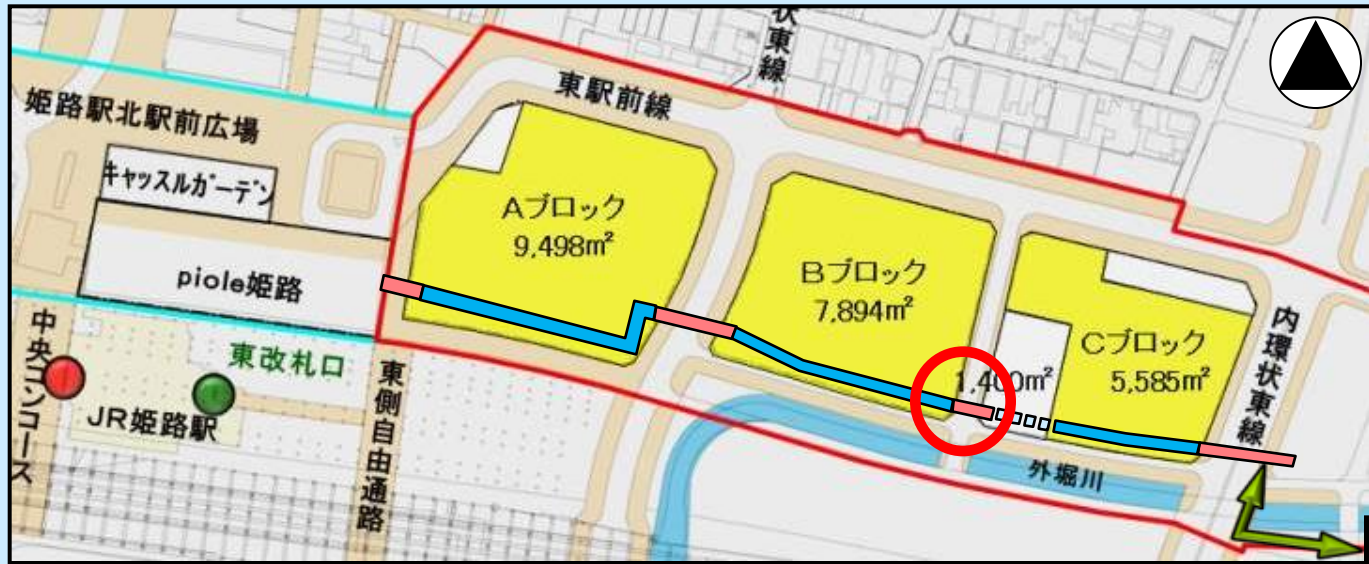 状東線
東駅前線
姫路駅北駅前広場
キャッスルガーデン
piole姫路
Aブロック
9,498m²
Bブロック
7,894m²
Cブロック
5,585m²
1,400m²
内環状東線
中央コンコース
東改札口
JR姫路駅
東側自由通路
外堀川